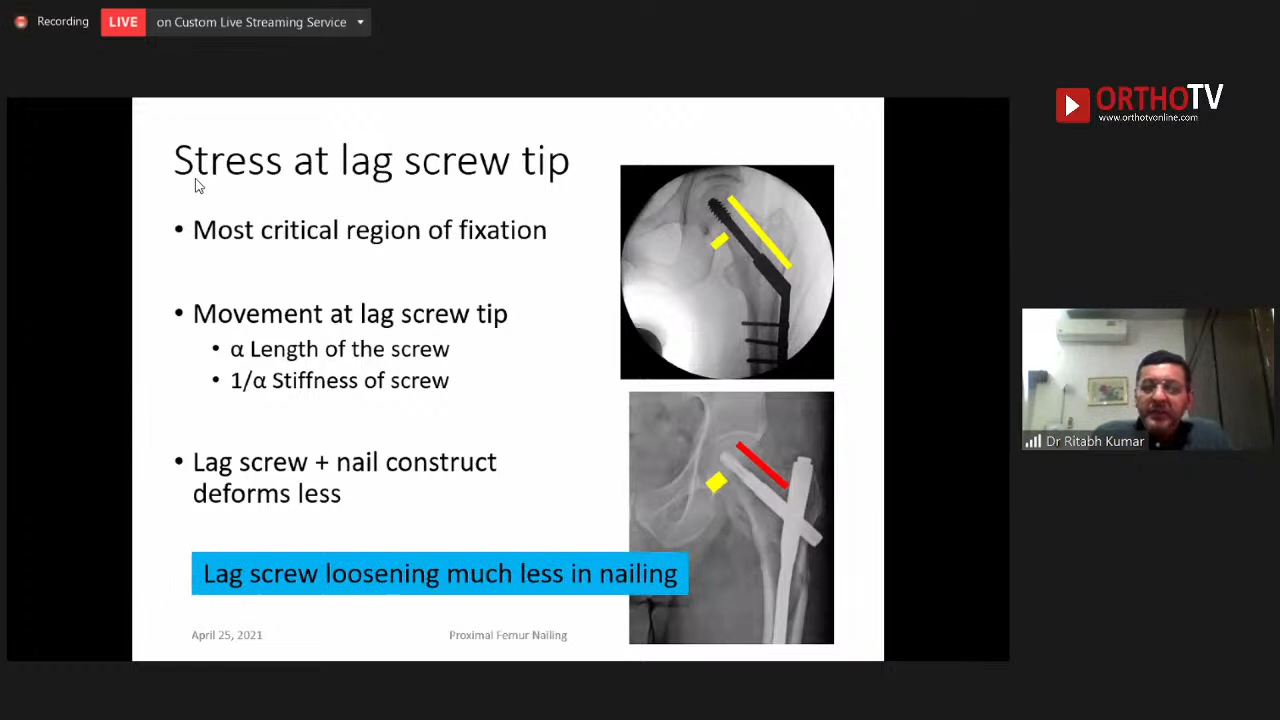 Recording
LIVE
on Custom Live Streaming Service
ORTHOTV
www.orthotvonline.com
Stress at lag screw tip
• Most critical region of fixation
• Movement at lag screw tip
• α Length of the screw
• 1/α Stiffness of screw
• Lag screw + nail construct
deforms less
Lag screw loosening much less in nailing
April 25, 2021
Proximal Femur Nailing
Dr Ritabh Kumar